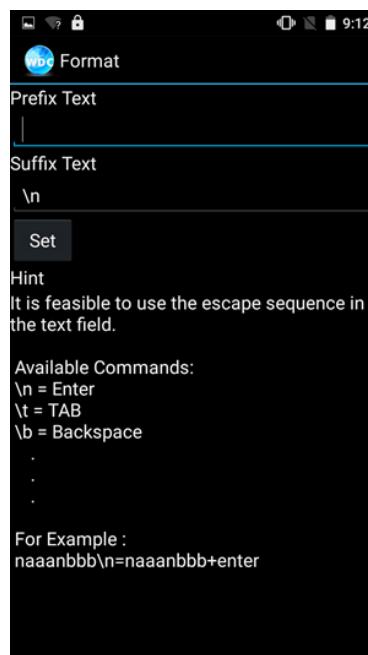 9:12
WDC Format
Prefix Text
Suffix Text
\n
Set
Hint
It is feasible to use the escape sequence in
the text field.
Available Commands:
\n = Enter
\t = TAB
\b = Backspace
.
.
.
For Example :
naaanbbb\n=naaanbbb+enter